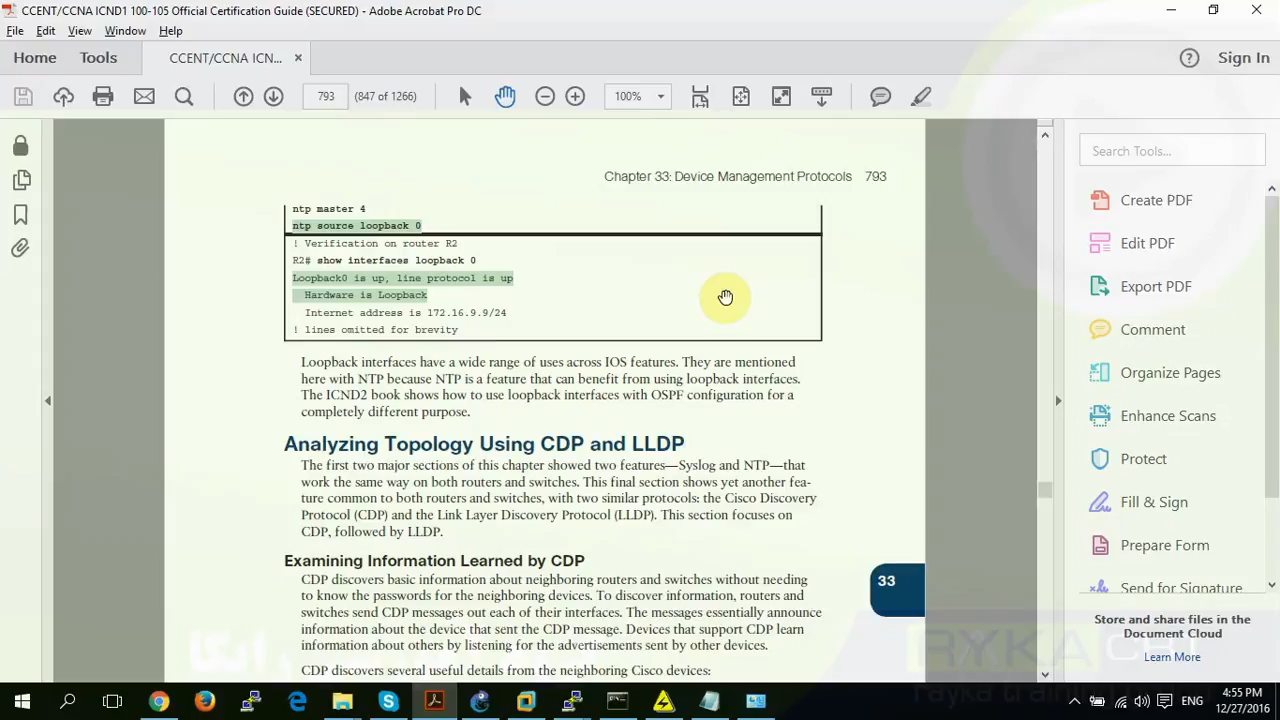 CCENT/CCNA ICND1 100-105 Official Certification Guide (SECURED) - Adobe Acrobat Pro DC
File Edit View Window Help
Home Tools CCENT/CCNA ICN... × Sign In
793 (847 of 1266) 100%
Chapter 33: Device Management Protocols 793
ntp master 4
ntp source loopback 0
! Verification on router R2
R2# show interfaces loopback 0
Loopback0 is up, line protocol is up
Hardware is Loopback
Internet address is 172.16.9.9/24
! lines omitted for brevity
Loopback interfaces have a wide range of uses across IOS features. They are mentioned
here with NTP because NTP is a feature that can benefit from using loopback interfaces.
The ICND2 book shows how to use loopback interfaces with OSPF configuration for a
completely different purpose.
Analyzing Topology Using CDP and LLDP
The first two major sections of this chapter showed two features—Syslog and NTP—that
work the same way on both routers and switches. This final section shows yet another fea-
ture common to both routers and switches, with two similar protocols: the Cisco Discovery
Protocol (CDP) and the Link Layer Discovery Protocol (LLDP). This section focuses on
CDP, followed by LLDP.
Examining Information Learned by CDP
CDP discovers basic information about neighboring routers and switches without needing
to know the passwords for the neighboring devices. To discover information, routers and
switches send CDP messages out each of their interfaces. The messages essentially announce
information about the device that sent the CDP message. Devices that support CDP learn
information about others by listening for the advertisements sent by other devices.
CDP discovers several useful details from the neighboring Cisco devices:
33
Search Tools...
Create PDF
Edit PDF
Export PDF
Comment
Organize Pages
Enhance Scans
Protect
Fill & Sign
Prepare Form
Send for Signature
Store and share files in the
Document Cloud
Learn More
RYKA CBT
ENG
4:55 PM
12/27/2016